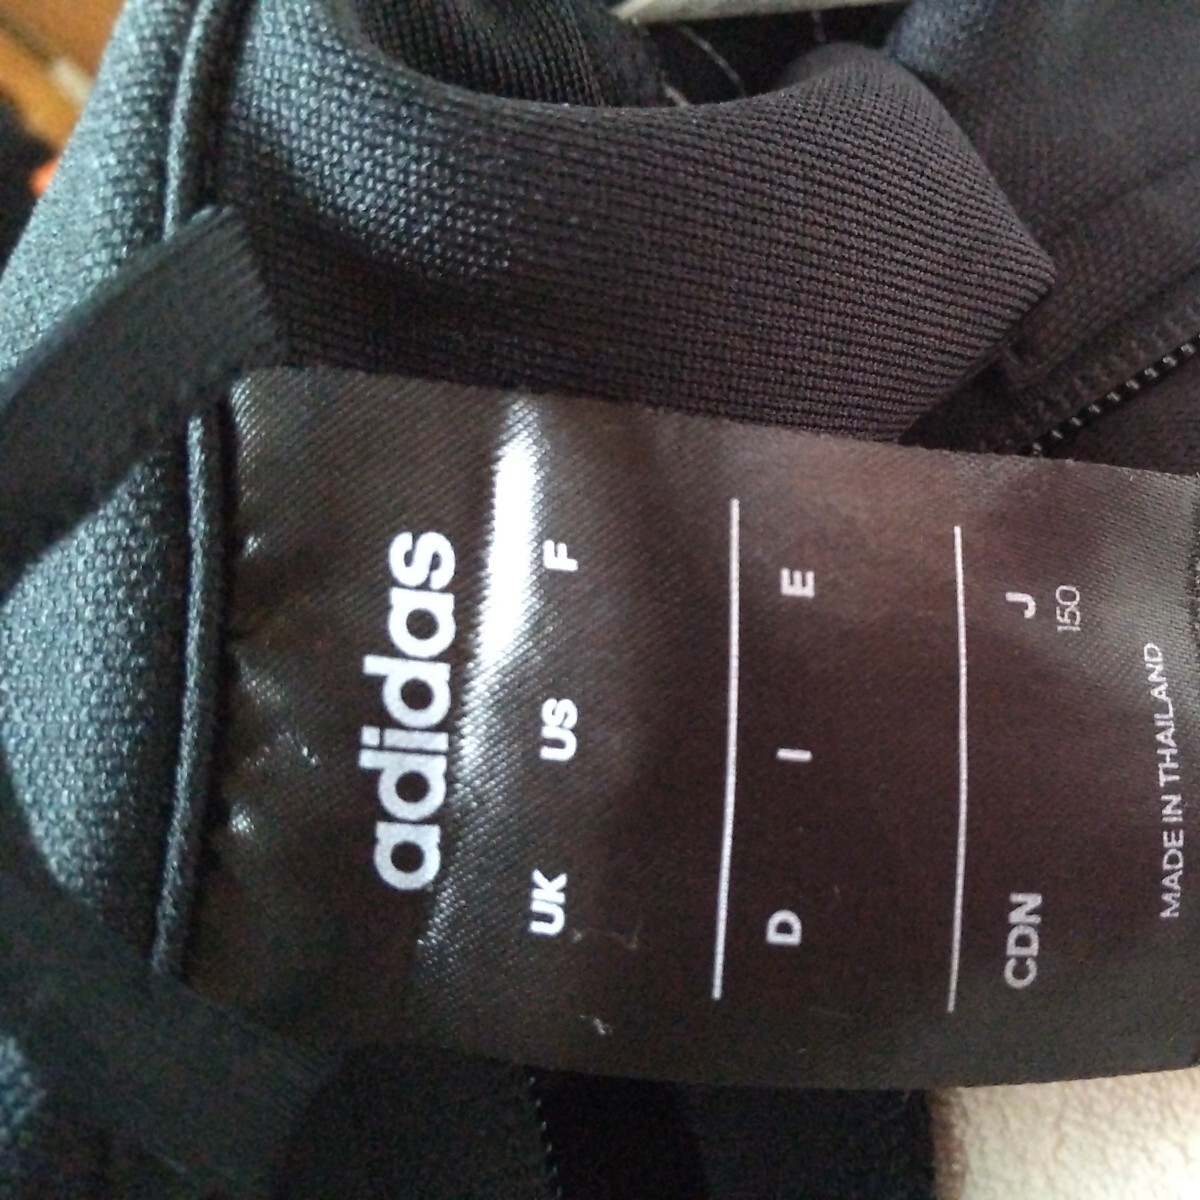 adidas
UK US F
D I E
CDN J
150
MADE IN THAILAND